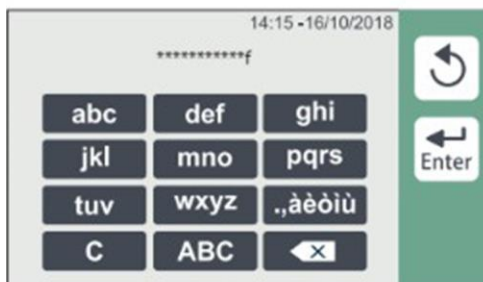 14:15 -16/10/2018
***********f
abc def ghi
jkl mno pqrs
Enter
tuv wxyz .,àèòìù
C ABC